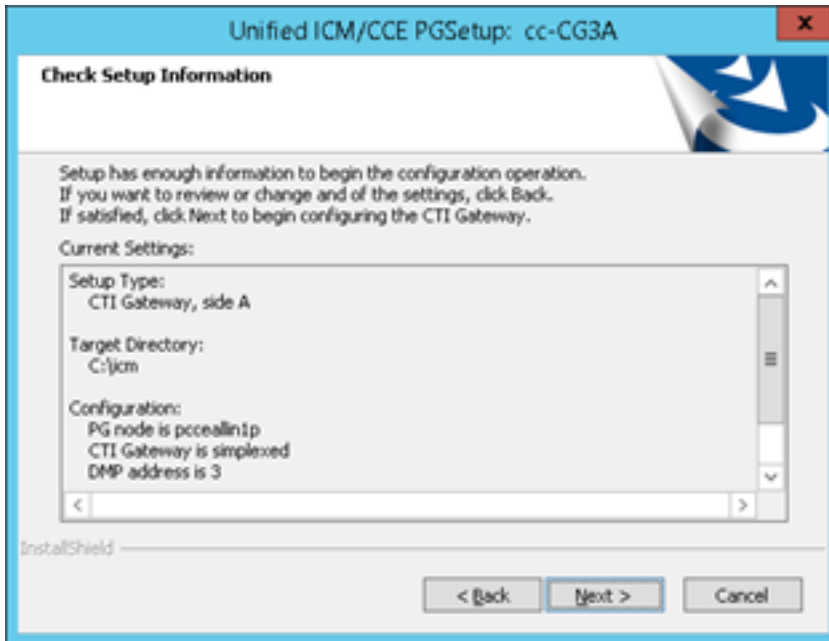 Unified ICM/CCE PGSetup: cc-CG3A
x
Check Setup Information
Setup has enough information to begin the configuration operation.
If you want to review or change and of the settings, click Back.
If satisfied, click Next to begin configuring the CTI Gateway.
Current Settings:
Setup Type:
CTI Gateway, side A
Target Directory:
C:\icm
Configuration:
PG node is pcceallin1p
CTI Gateway is simplexed
DMP address is 3
InstallShield
< Back Next > Cancel